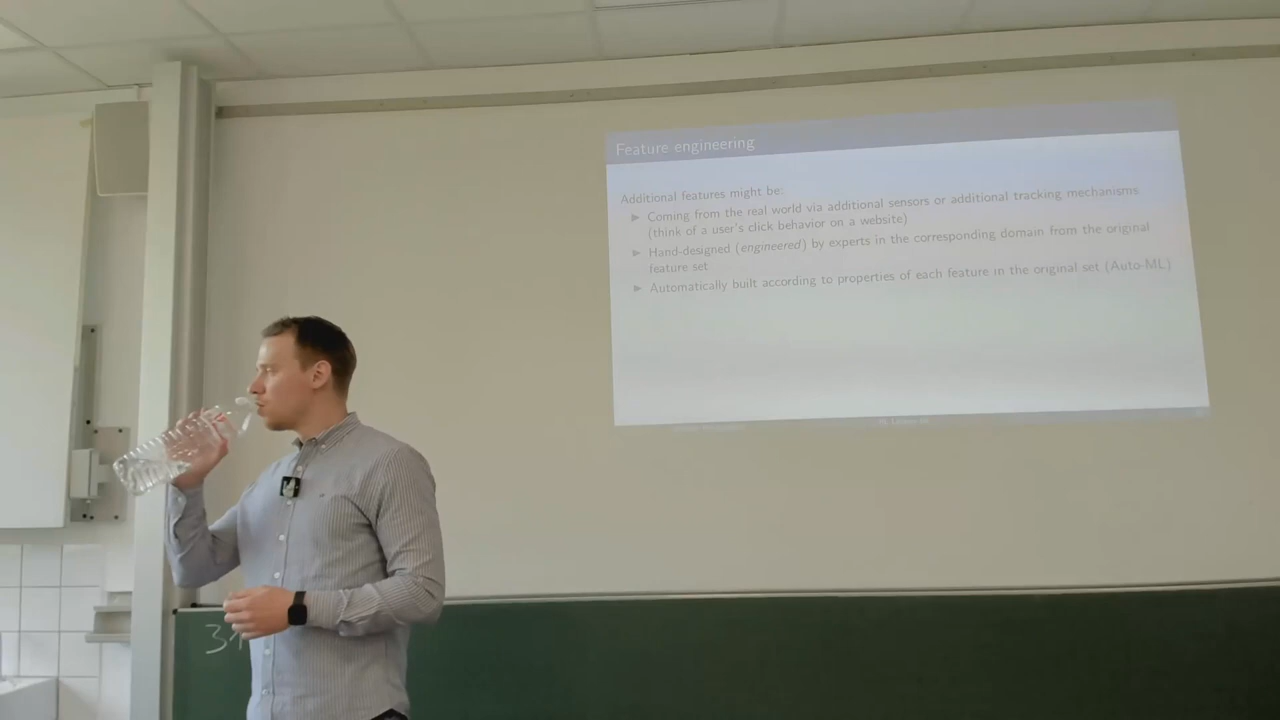 Feature engineering
Additional features might be:
▶ Coming from the real world via additional sensors or additional tracking mechanisms
(think of a user's click behavior on a website)
▶ Hand-designed (engineered) by experts in the corresponding domain from the original
feature set
▶ Automatically built according to properties of each feature in the original set (Auto-ML)